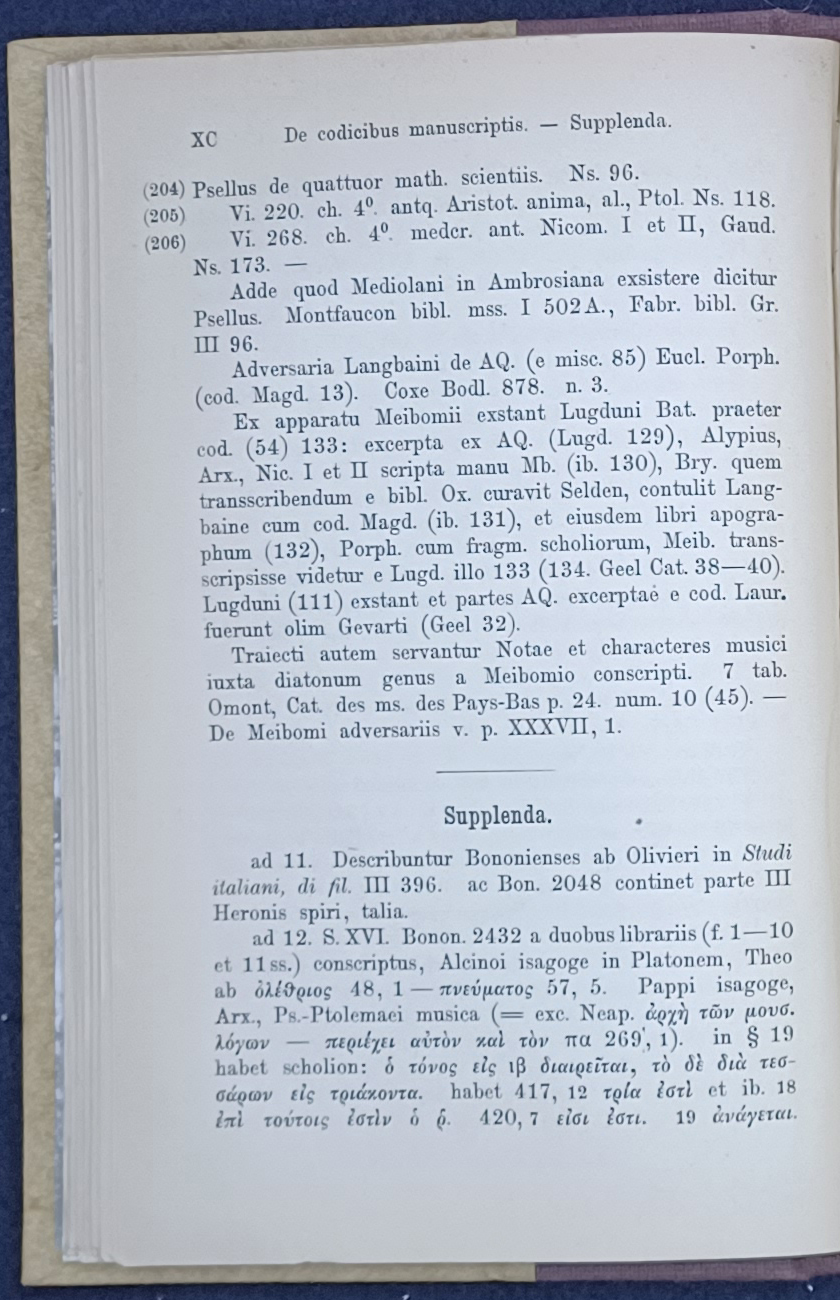 XC De codicibus manuscriptis. — Supplenda.
(204) Psellus de quattuor math. scientiis. Ns. 96.
(205) Vi. 220. ch. 4⁰. antq. Aristot. anima, al., Ptol. Ns. 118.
(206) Vi. 268. ch. 4⁰. medcr. ant. Nicom. I et II, Gaud.
Ns. 173. —
Adde quod Mediolani in Ambrosiana exsistere dicitur
Psellus. Montfaucon bibl. mss. I 502 A., Fabr. bibl. Gr.
III 96.
Adversaria Langbaini de AQ. (e misc. 85) Eucl. Porph.
(cod. Magd. 13). Coxe Bodl. 878. n. 3.
Ex apparatu Meibomii exstant Lugduni Bat. praeter
cod. (54) 133: excerpta ex AQ. (Lugd. 129), Alypius,
Arx., Nic. I et II scripta manu Mb. (ib. 130), Bry. quem
transscribendum e bibl. Ox. curavit Selden, contulit Lang-
baine cum cod. Magd. (ib. 131), et eiusdem libri apogra-
phum (132), Porph. cum fragm. scholiorum, Meib. trans-
scripsisse videtur e Lugd. illo 133 (134. Geel Cat. 38—40).
Lugduni (111) exstant et partes AQ. excerptae e cod. Laur.
fuerunt olim Gevarti (Geel 32).
Traiecti autem servantur Notae et characteres musici
iuxta diatonum genus a Meibomio conscripti. 7 tab.
Omont, Cat. des ms. des Pays-Bas p. 24. num. 10 (45). —
De Meibomi adversariis v. p. XXXVII, 1.
Supplenda.
ad 11. Describuntur Bononienses ab Olivieri in Studi
italiani, di fil. III 396. ac Bon. 2048 continet parte III
Heronis spiri, talia.
ad 12. S. XVI. Bonon. 2432 a duobus librariis (f. 1—10
et 11 ss.) conscriptus, Alcinoi isagoge in Platonem, Theo
ab ὀλέθριος 48, 1 — πνεύματος 57, 5. Pappi isagoge,
Arx., Ps.-Ptolemaei musica (= exc. Neap. ἀρχὴ τῶν μουσ.
λόγων — περιέχει αὐτὸν καὶ τὸν πα 269', 1). in § 19
habet scholion: ὁ τόνος εἰς ιβ διαιρεῖται, τὸ δὲ διὰ τεσ-
σάρων εἰς τριάκοντα. habet 417, 12 τρία ἐστὶ et ib. 18
ἐπὶ τούτοις ἐστὶν ὁ ρ̄. 420, 7 εἰσι ἐστι. 19 ἀνάγεται.